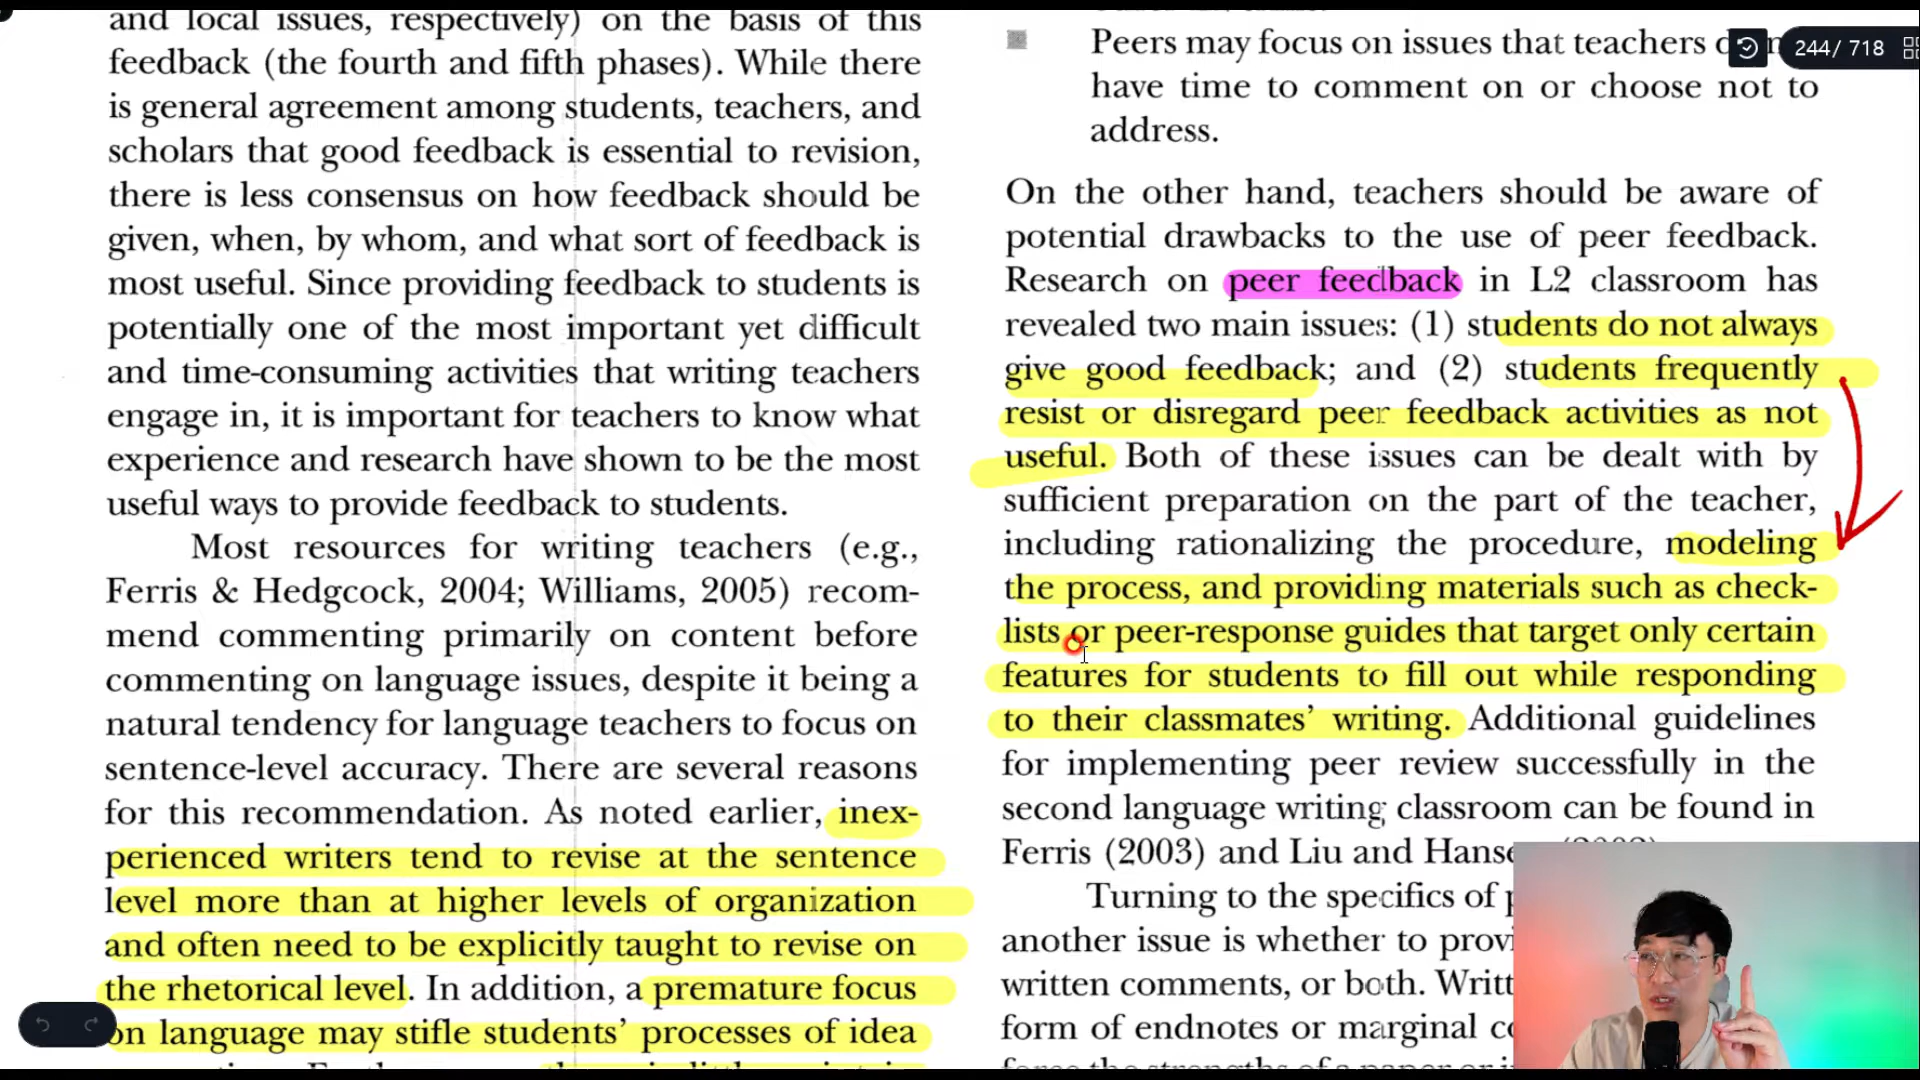 and local issues, respectively) on the basis of this
feedback (the fourth and fifth phases). While there
is general agreement among students, teachers, and
scholars that good feedback is essential to revision,
there is less consensus on how feedback should be
given, when, by whom, and what sort of feedback is
most useful. Since providing feedback to students is
potentially one of the most important yet difficult
and time-consuming activities that writing teachers
engage in, it is important for teachers to know what
experience and research have shown to be the most
useful ways to provide feedback to students.
Most resources for writing teachers (e.g.,
Ferris & Hedgcock, 2004; Williams, 2005) recom-
mend commenting primarily on content before
commenting on language issues, despite it being a
natural tendency for language teachers to focus on
sentence-level accuracy. There are several reasons
for this recommendation. As noted earlier, inex-
perienced writers tend to revise at the sentence
level more than at higher levels of organization
and often need to be explicitly taught to revise on
the rhetorical level. In addition, a premature focus
on language may stifle students' processes of idea
Peers may focus on issues that teachers
have time to comment on or choose not to
address.
On the other hand, teachers should be aware of
potential drawbacks to the use of peer feedback.
Research on peer feedback in L2 classroom has
revealed two main issues: (1) students do not always
give good feedback; and (2) students frequently
resist or disregard peer feedback activities as not
useful. Both of these issues can be dealt with by
sufficient preparation on the part of the teacher,
including rationalizing the procedure, modeling
the process, and providing materials such as check-
lists or peer-response guides that target only certain
features for students to fill out while responding
to their classmates' writing. Additional guidelines
for implementing peer review successfully in the
second language writing classroom can be found in
Ferris (2003) and Liu and
Turning to the specifics of
another issue is whether to
written comments, or both.
form of endnotes or marginal
244/ 718